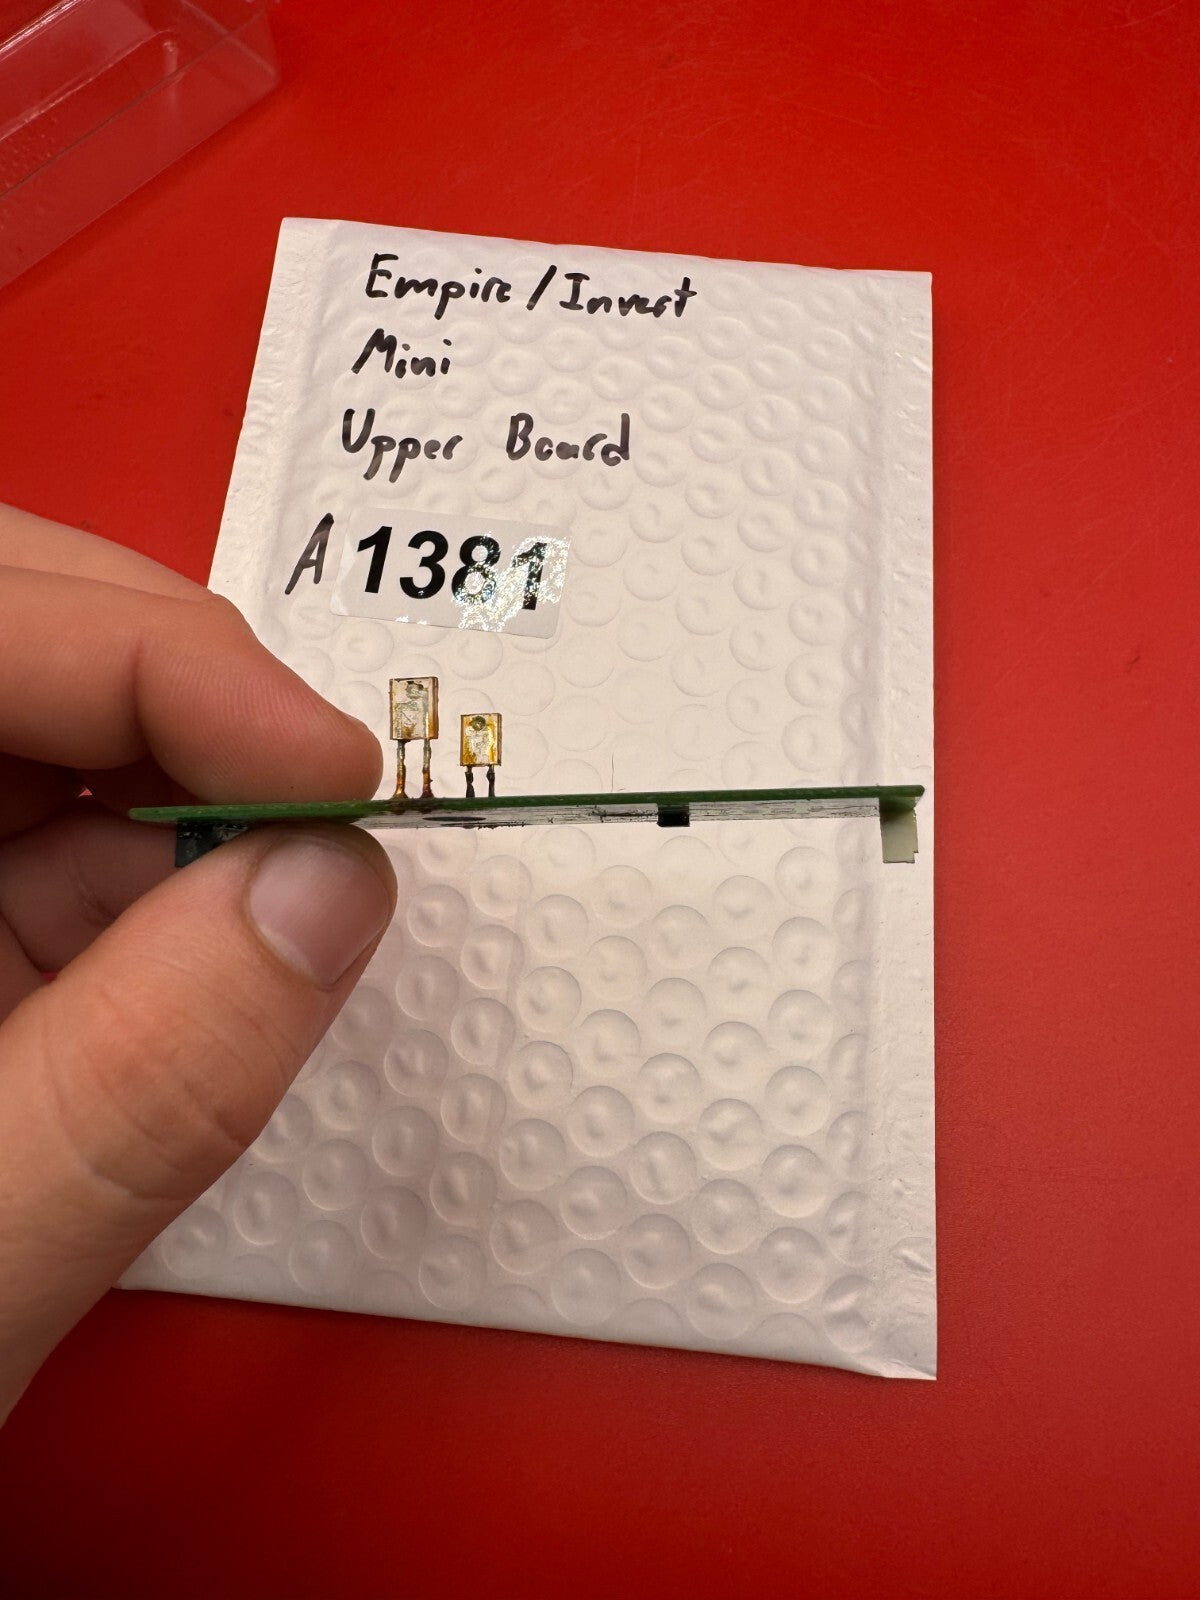 Empire/Invert
Mini
Upper Board
A 1381